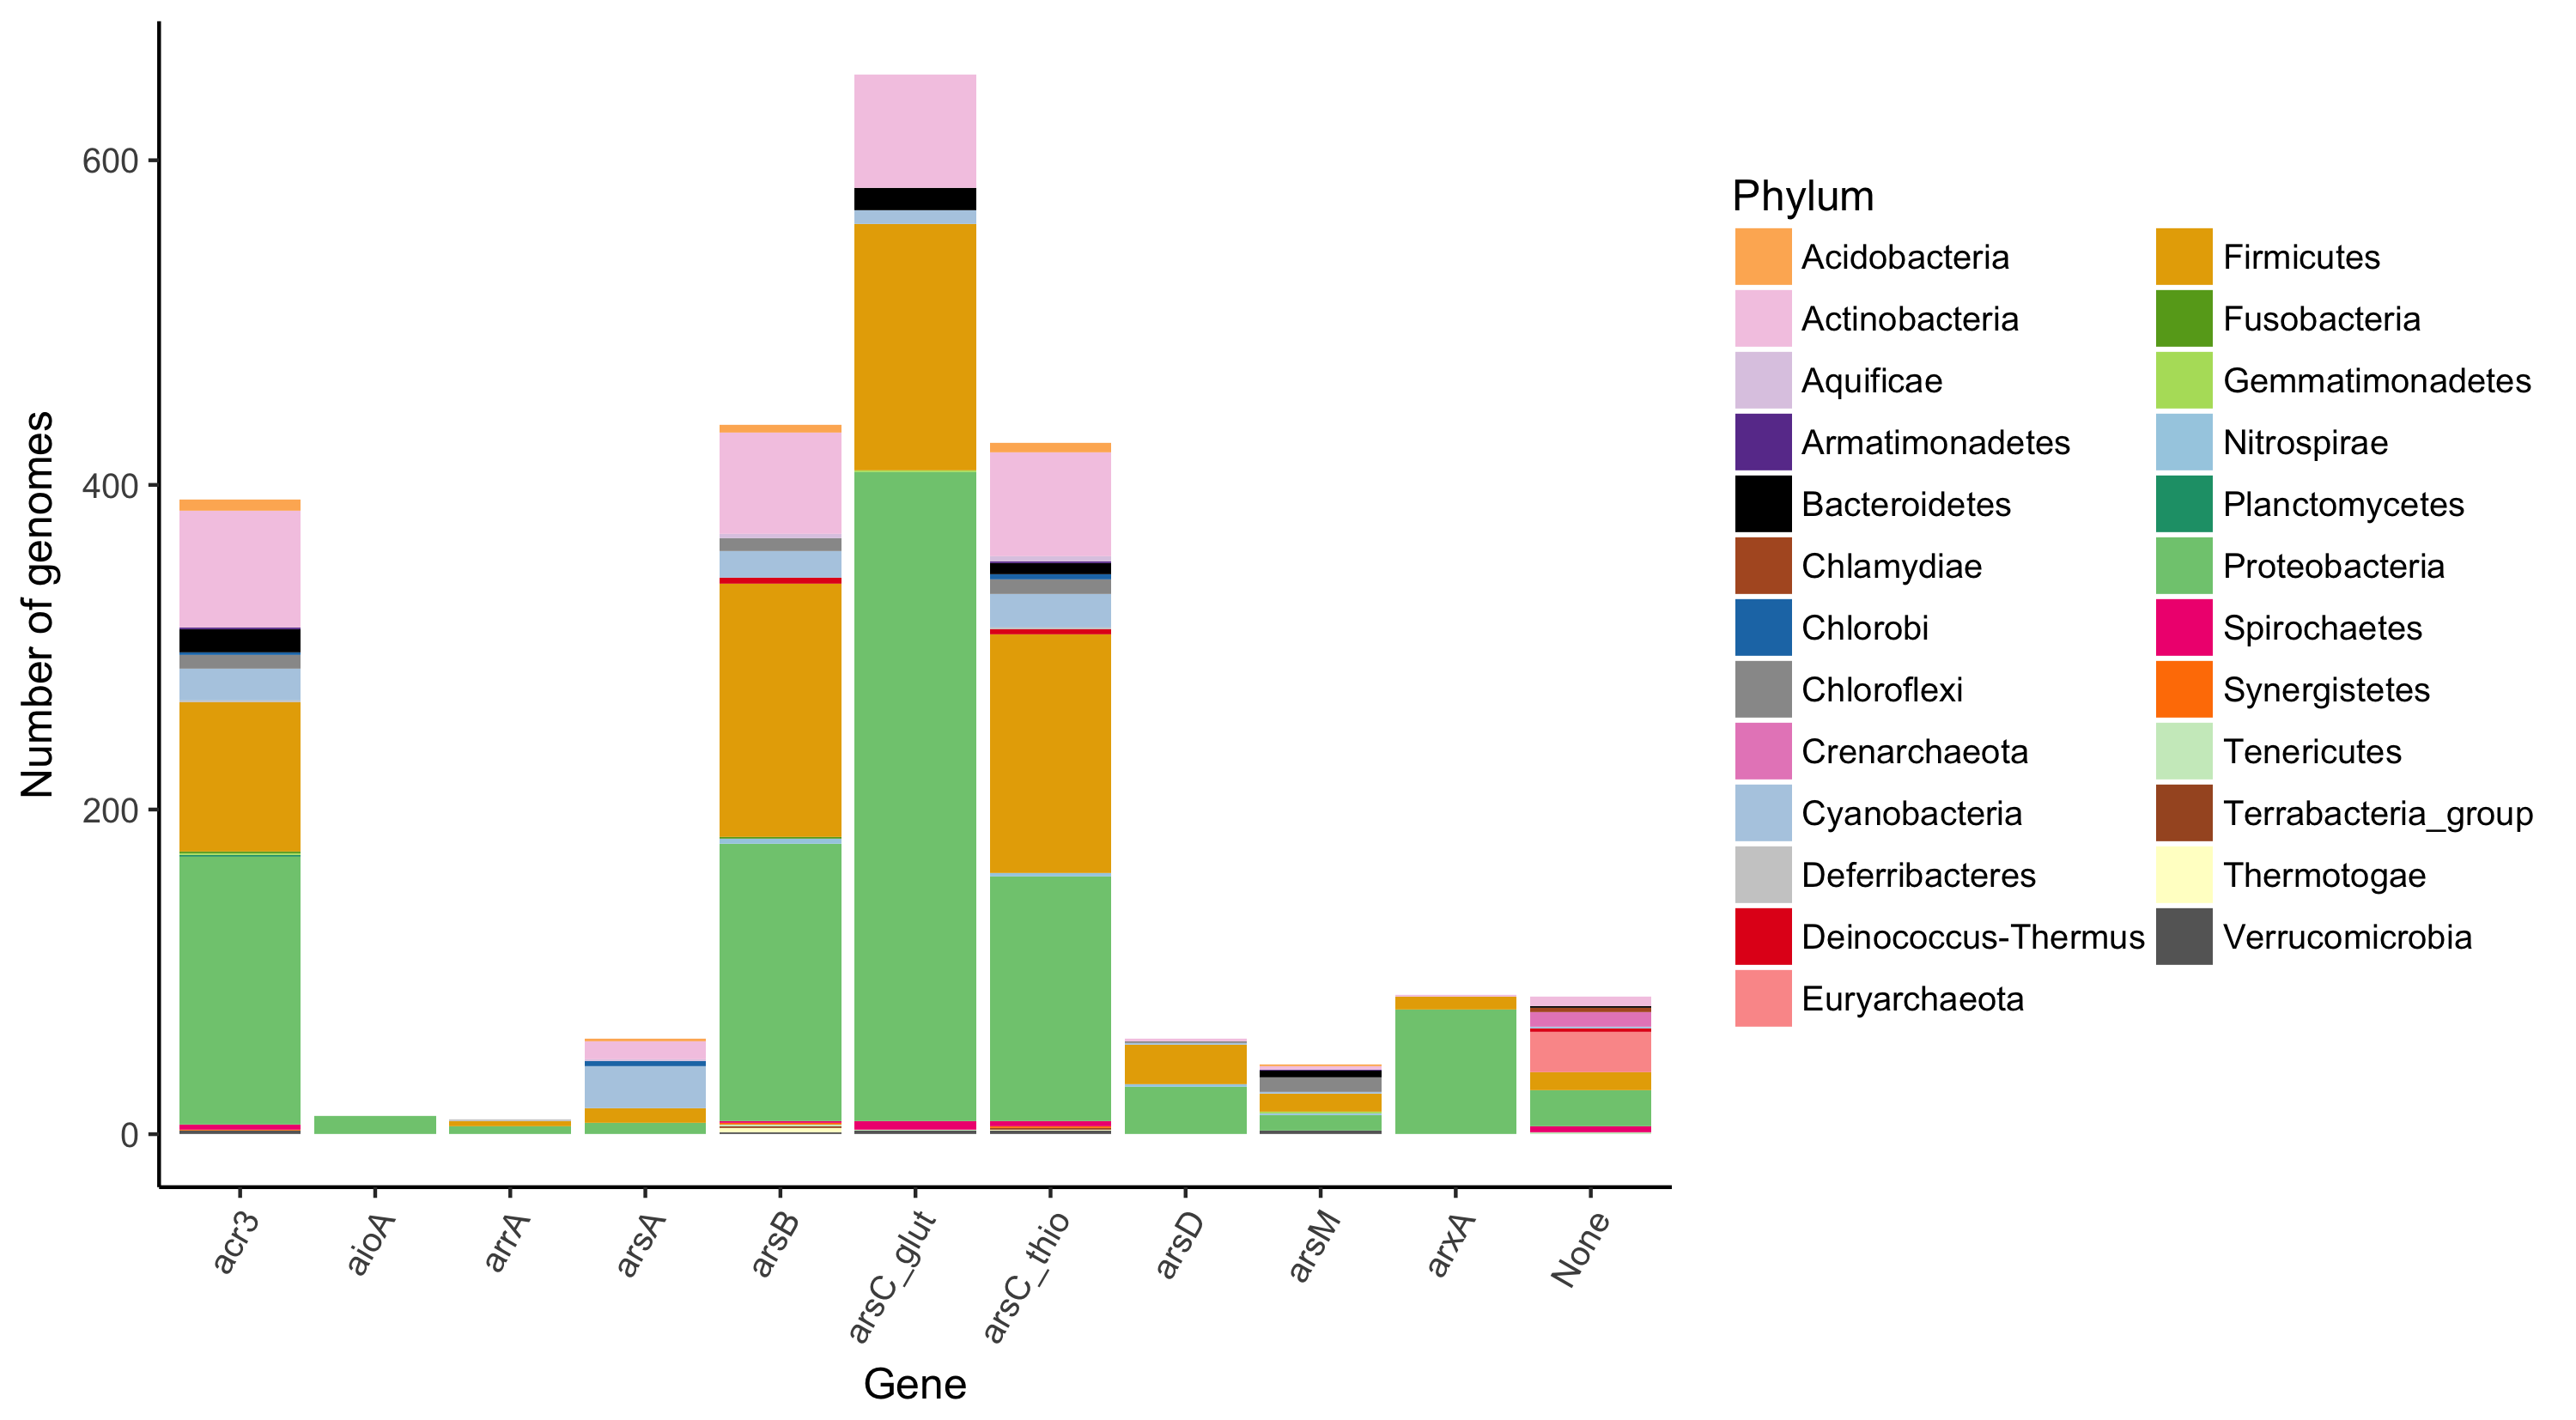 Number of genomes
600
400
200
0
acr3
aioA
arrA
arsA
arsB
arsC_glut
arsC_thio
arsD
arsM
arxA
None
Gene
Phylum
Acidobacteria
Actinobacteria
Aquificae
Armatimonadetes
Bacteroidetes
Chlamydiae
Chlorobi
Chloroflexi
Crenarchaeota
Cyanobacteria
Deferribacteres
Deinococcus-Thermus
Euryarchaeota
Firmicutes
Fusobacteria
Gemmatimonadetes
Nitrospirae
Planctomycetes
Proteobacteria
Spirochaetes
Synergistetes
Tenericutes
Terrabacteria_group
Thermotogae
Verrucomicrobia